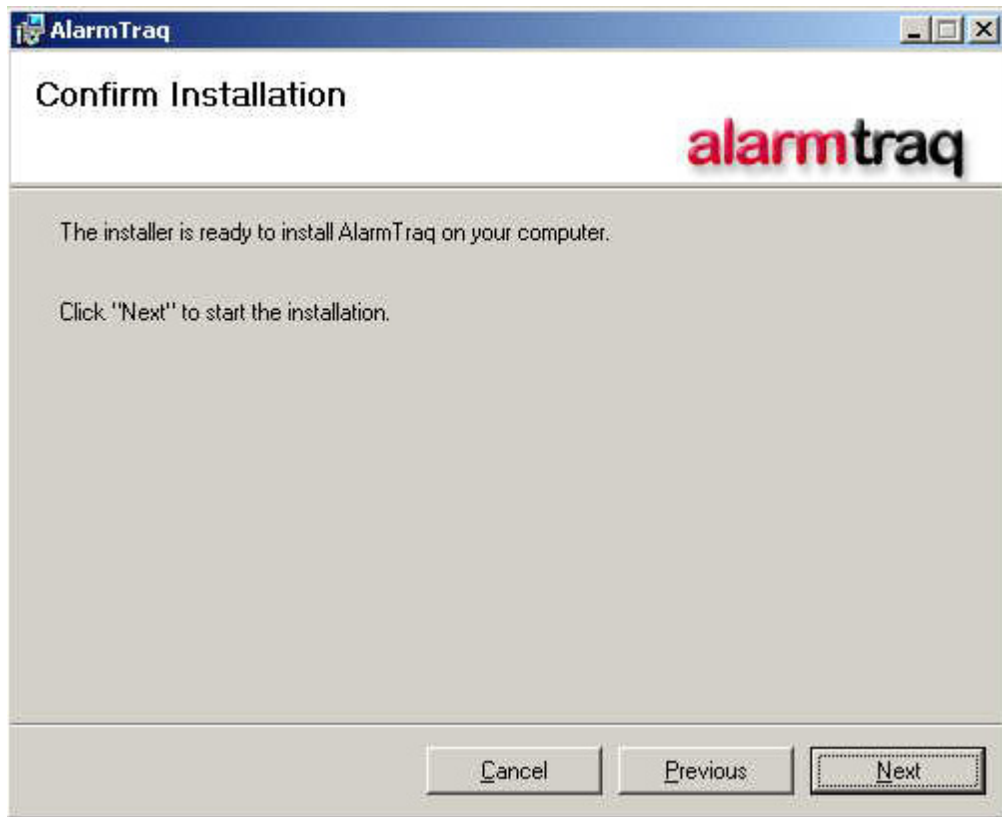 AlarmTraq
Confirm Installation
alarmtraq
The installer is ready to install AlarmTraq on your computer.
Click "Next" to start the installation.
Cancel
Previous
Next